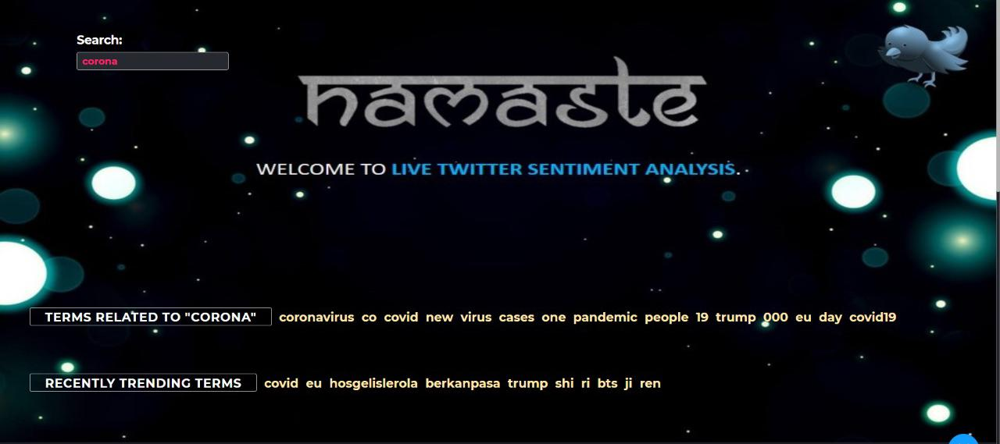 Search:
corona
namaste
WELCOME TO LIVE TWITTER SENTIMENT ANALYSIS.
TERMS RELATED TO "CORONA" coronavirus co covid new virus cases one pandemic people 19 trump 000 eu day covid19
RECENTLY TRENDING TERMS covid eu hosgelislerola berkanpasa trump shi ri bts ji ren